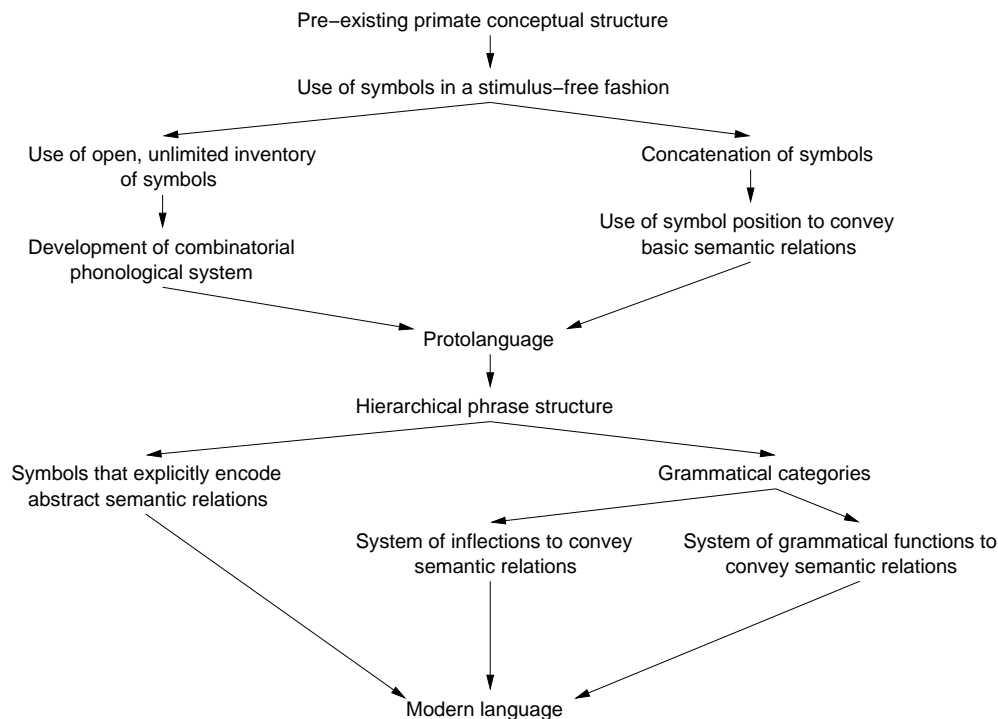 Pre−existing primate conceptual structure
Use of symbols in a stimulus−free fashion
Use of open, unlimited inventory
of symbols
Concatenation of symbols
Development of combinatorial
phonological system
Use of symbol position to convey
basic semantic relations
Protolanguage
Hierarchical phrase structure
Symbols that explicitly encode
abstract semantic relations
Grammatical categories
System of inflections to convey
semantic relations
System of grammatical functions to
convey semantic relations
Modern language